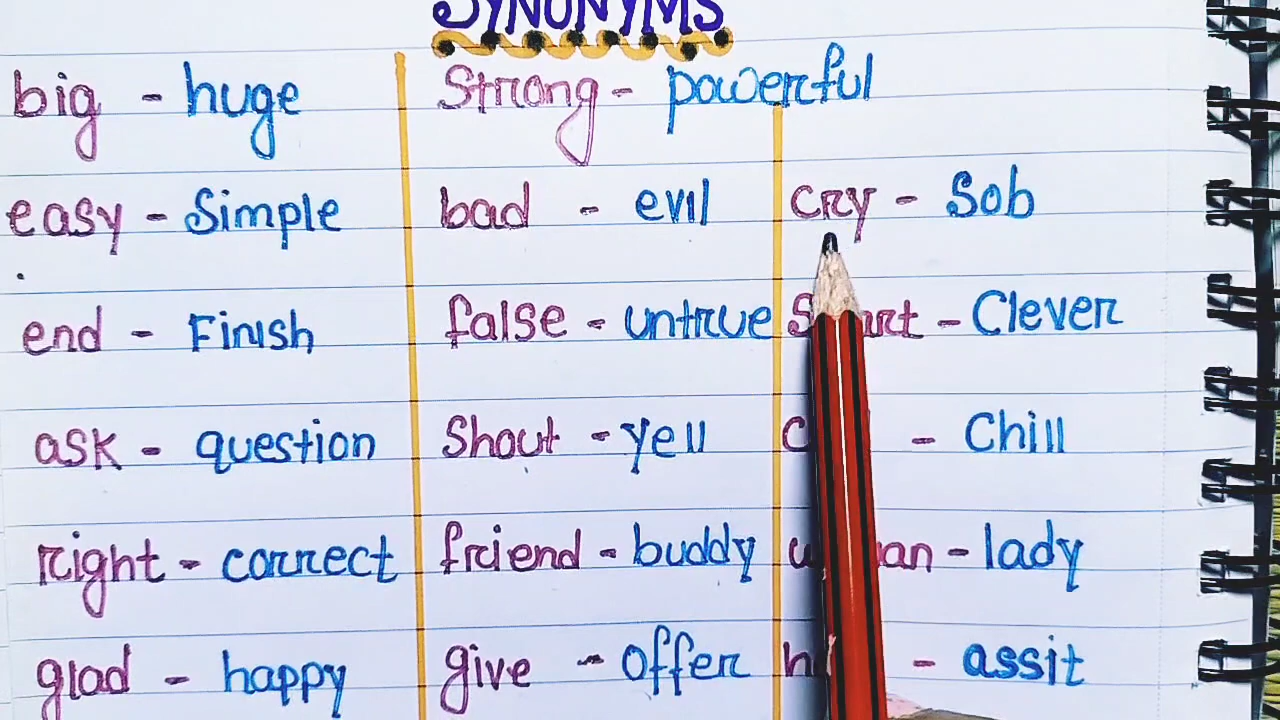 SYNONYMS
big - huge
easy - Simple
end - Finish
ask - question
right - correct
glad - happy
Strong - powerful
bad - evil
false - untrue
Shout - yell
friend - buddy
give - offer
cry - Sob
- Clever
- Chill
- lady
- assit